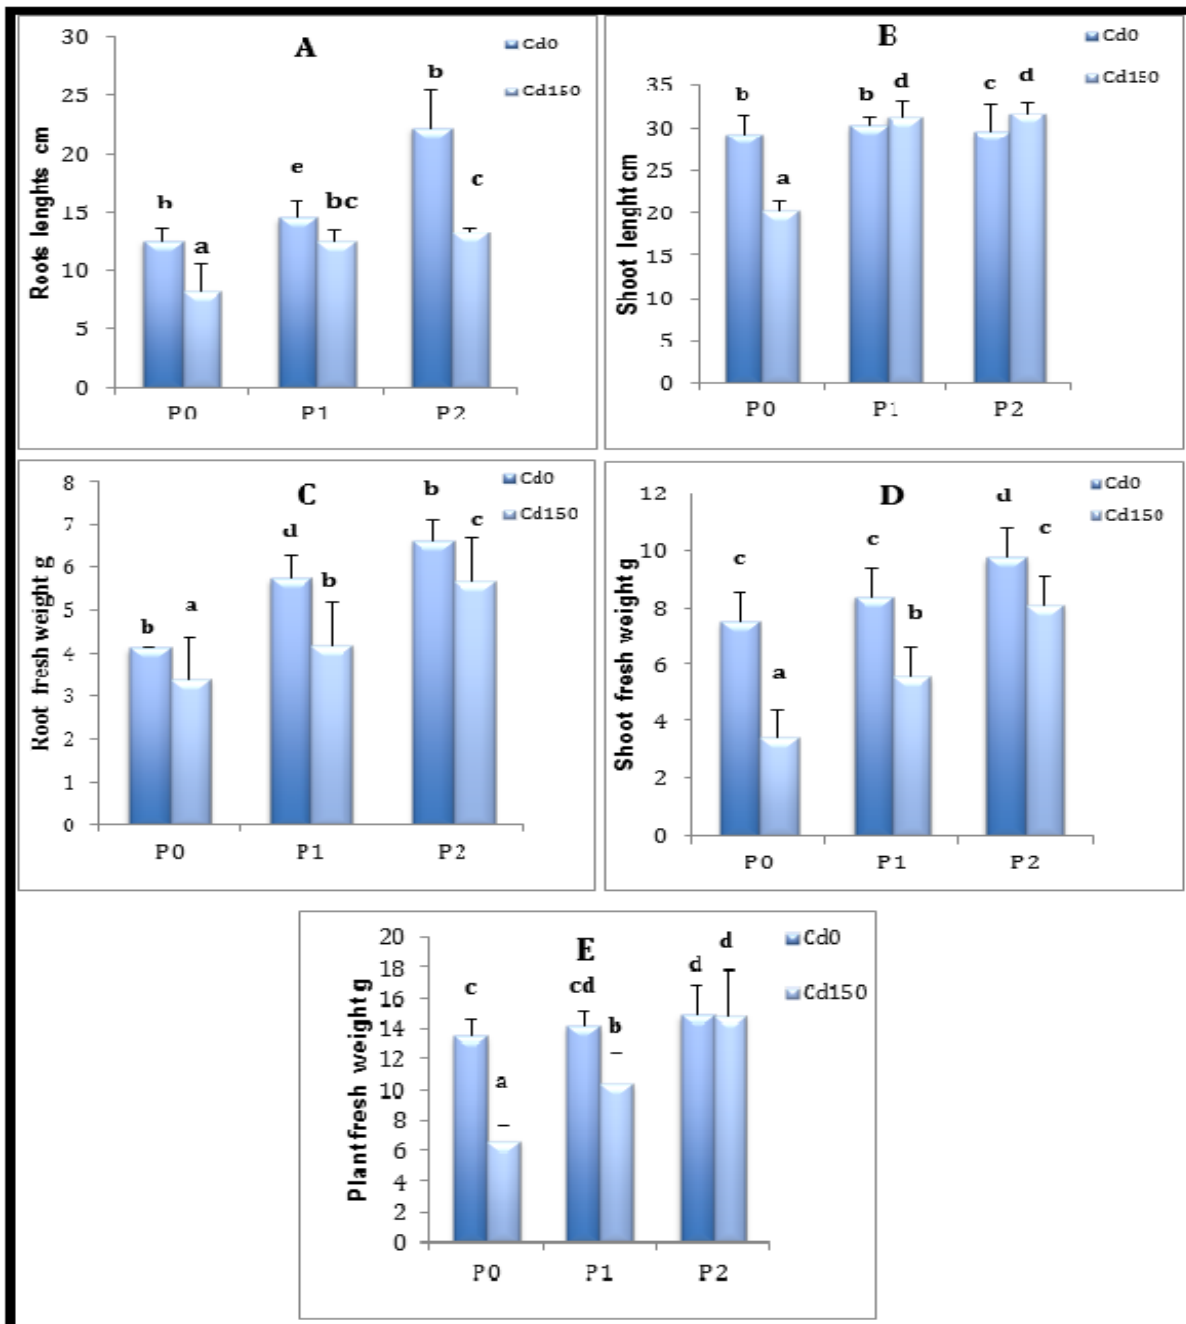 A
Cd0
Cd150
Roots lenghts cm
30
25
20
15
10
5
0
b
a
e
bc
b
c
P0
P1
P2
B
Cd0
Cd150
Shoot lenght cm
35
30
25
20
15
10
5
0
b
a
b
d
c
d
P0
P1
P2
C
Cd0
Cd150
Root fresh weight g
8
7
6
5
4
3
2
1
0
b
a
d
b
b
c
P0
P1
P2
D
Cd0
Cd150
Shoot fresh weight g
12
10
8
6
4
2
0
c
a
c
b
d
c
P0
P1
P2
E
Cd0
Cd150
Plant fresh weight g
20
18
16
14
12
10
8
6
4
2
0
c
a
cd
b
d
d
P0
P1
P2